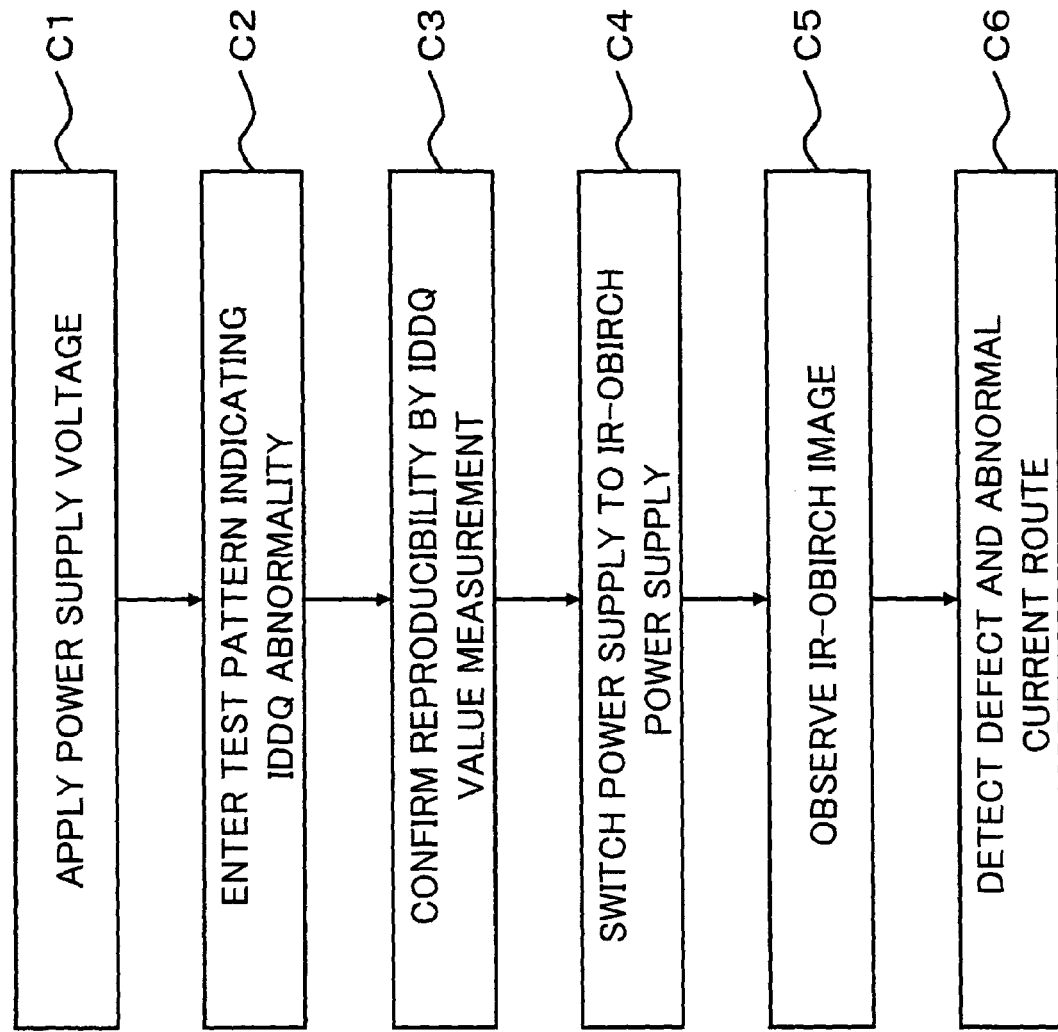 APPLY POWER SUPPLY VOLTAGE
C1
ENTER TEST PATTERN INDICATING
IDDQ ABNORMALITY
C2
CONFIRM REPRODUCIBILITY BY IDDQ
VALUE MEASUREMENT
C3
SWITCH POWER SUPPLY TO IR-OBIRCH
POWER SUPPLY
C4
OBSERVE IR-OBIRCH IMAGE
C5
DETECT DEFECT AND ABNORMAL
CURRENT ROUTE
C6